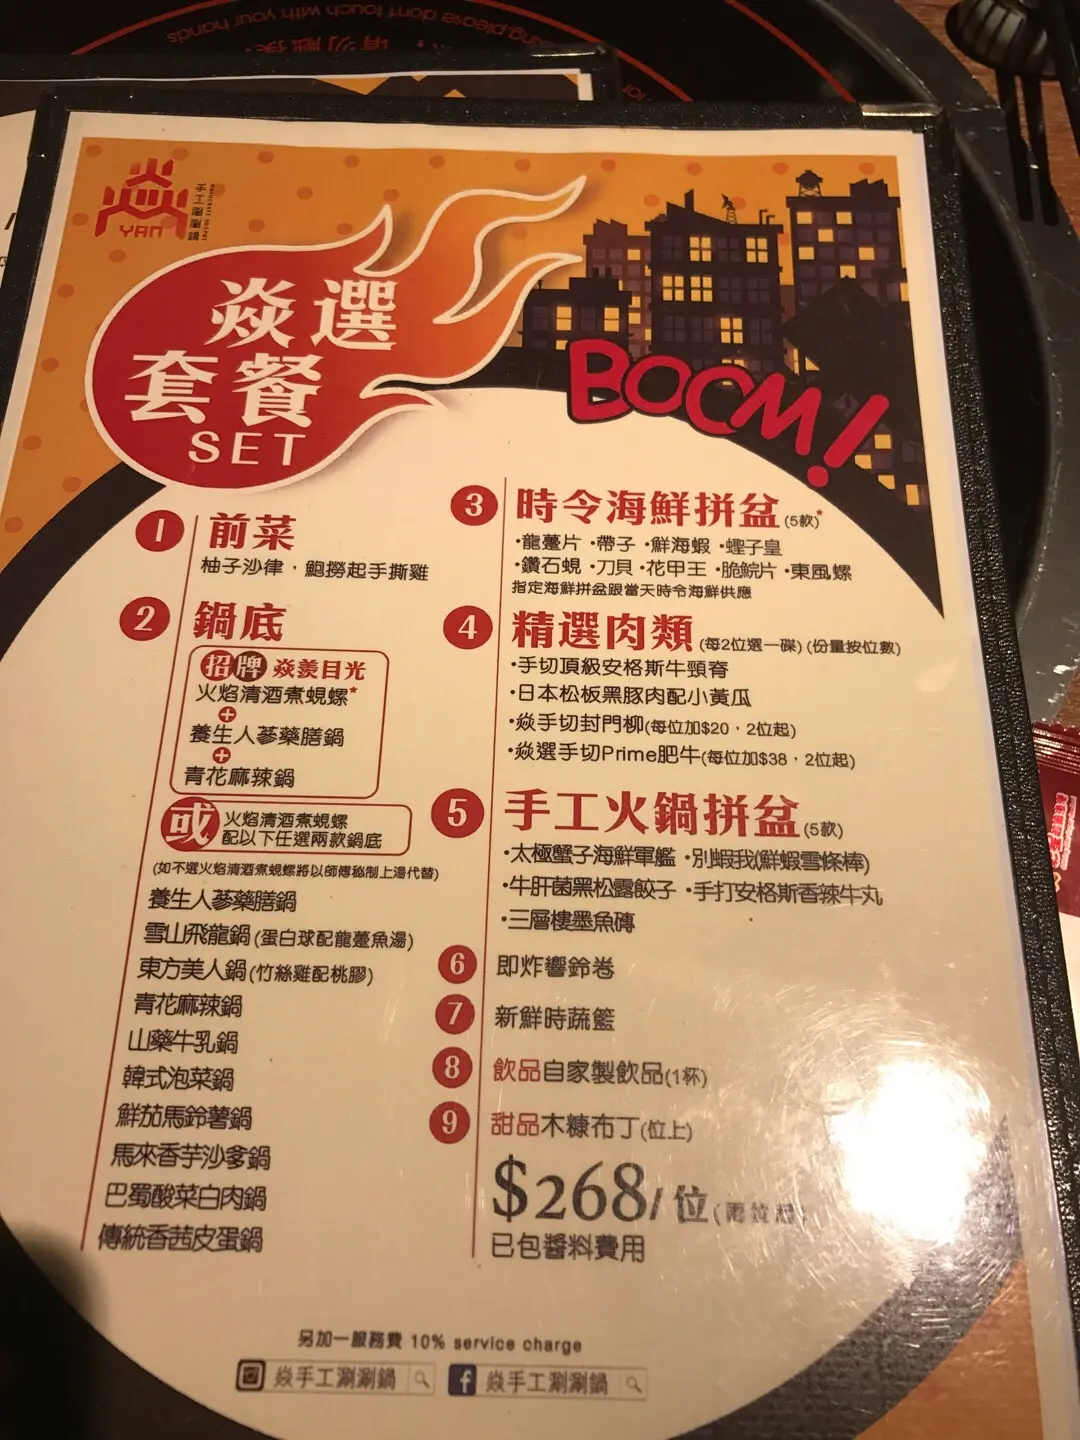 please dont touch with your hands
YAN
焱選
套餐
SET
BOOM!
1 前菜
柚子沙律，鮑撈起手撕雞
2 鍋底
招牌 焱羨目光
火焰清酒煮蜆螺*
+
養生人蔘藥膳鍋
+
青花麻辣鍋
或 火焰清酒煮蜆螺
配以下任選兩款鍋底
(如不選火焰清酒煮蜆螺將以師傅秘制上湯代替)
養生人蔘藥膳鍋
雪山飛龍鍋(蛋白球配龍躉魚湯)
東方美人鍋(竹絲雞配桃膠)
青花麻辣鍋
山藥牛乳鍋
韓式泡菜鍋
鮮茄馬鈴薯鍋
馬來香芋沙爹鍋
巴蜀酸菜白肉鍋
傳統香茜皮蛋鍋
3 時令海鮮拼盆(5款)*
·龍躉片 ·帶子 ·鮮海蝦 ·蟶子皇
·鑽石蜆 ·刀貝 ·花甲王 ·脆鯇片 ·東風螺
指定海鮮拼盆跟當天時令海鮮供應
4 精選肉類(每2位選一碟)(份量按位數)
·手切頂級安格斯牛頸脊
·日本松板黑豚肉配小黃瓜
·焱手切封門柳(每位加$20，2位起)
·焱選手切Prime肥牛(每位加$38，2位起)
5 手工火鍋拼盆(5款)
·太極蟹子海鮮軍艦 ·別蝦我(鮮蝦雪條棒)
·牛肝菌黑松露餃子 ·手打安格斯香辣牛丸
·三層樓墨魚磚
6 即炸響鈴卷
7 新鮮時蔬籃
8 飲品自家製飲品(1杯)
9 甜品木糠布丁(位上)
$268/位
已包醬料費用
另加一服務費 10% service charge
焱手工涮涮鍋
焱手工涮涮鍋